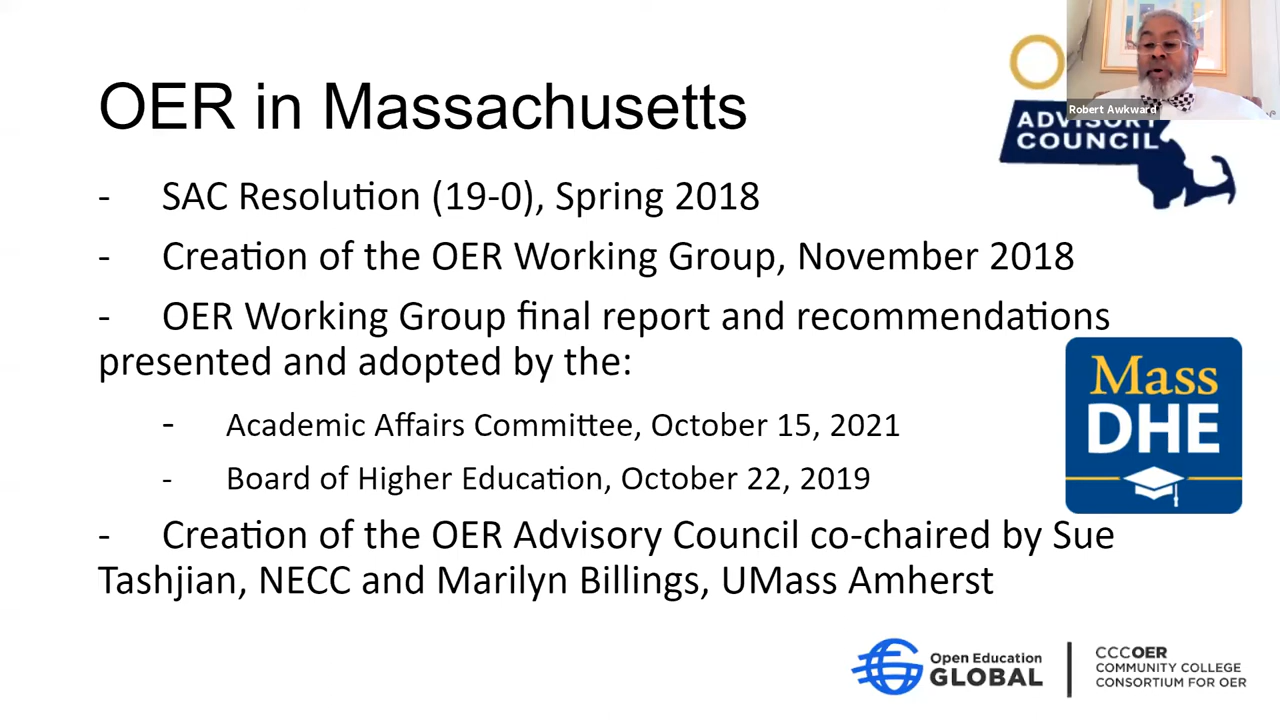 OER in Massachusetts
- SAC Resolution (19-0), Spring 2018
- Creation of the OER Working Group, November 2018
- OER Working Group final report and recommendations
presented and adopted by the:
- Academic Affairs Committee, October 15, 2021
- Board of Higher Education, October 22, 2019
- Creation of the OER Advisory Council co-chaired by Sue
Tashjian, NECC and Marilyn Billings, UMass Amherst
Robert Awkward
ADVISORY
COUNCIL
Mass
DHE
Open Education
GLOBAL
CCCOER
COMMUNITY COLLEGE
CONSORTIUM FOR OER